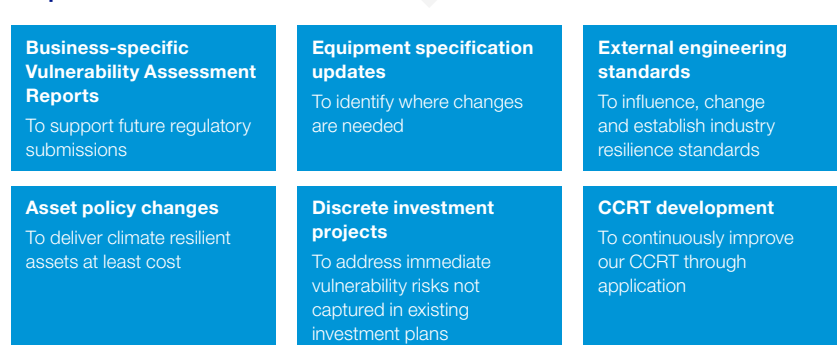 Business-specific
Vulnerability Assessment
Reports
To support future regulatory
submissions
Equipment specification
updates
To identify where changes
are needed
External engineering
standards
To influence, change
and establish industry
resilience standards
Asset policy changes
To deliver climate resilient
assets at least cost
Discrete investment
projects
To address immediate
vulnerability risks not
captured in existing
investment plans
CCRT development
To continuously improve
our CCRT through
application